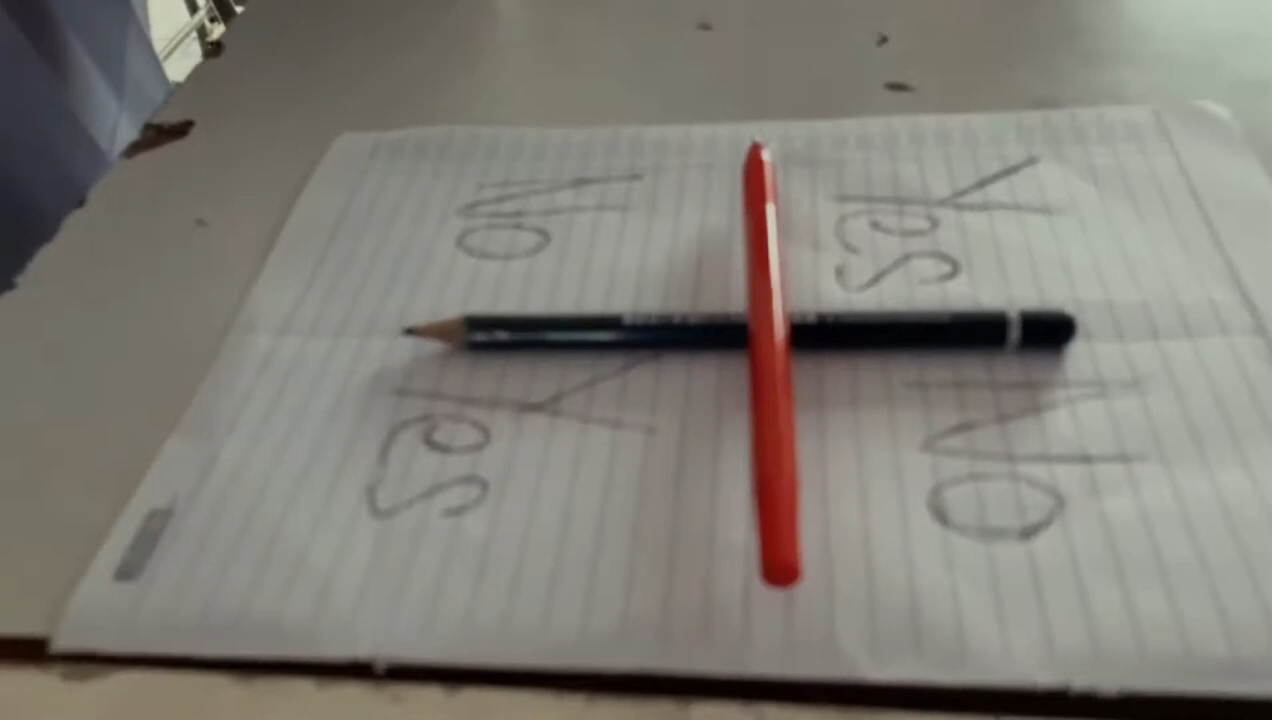 Yes No
No Yes